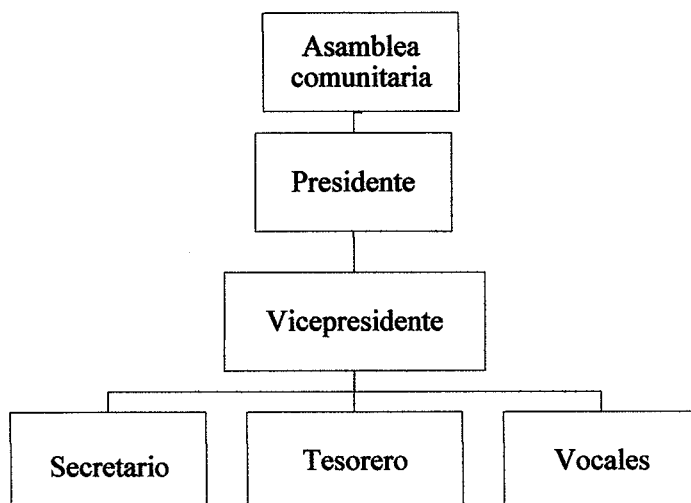 Asamblea
comunitaria
Presidente
Vicepresidente
Secretario
Tesorero
Vocales